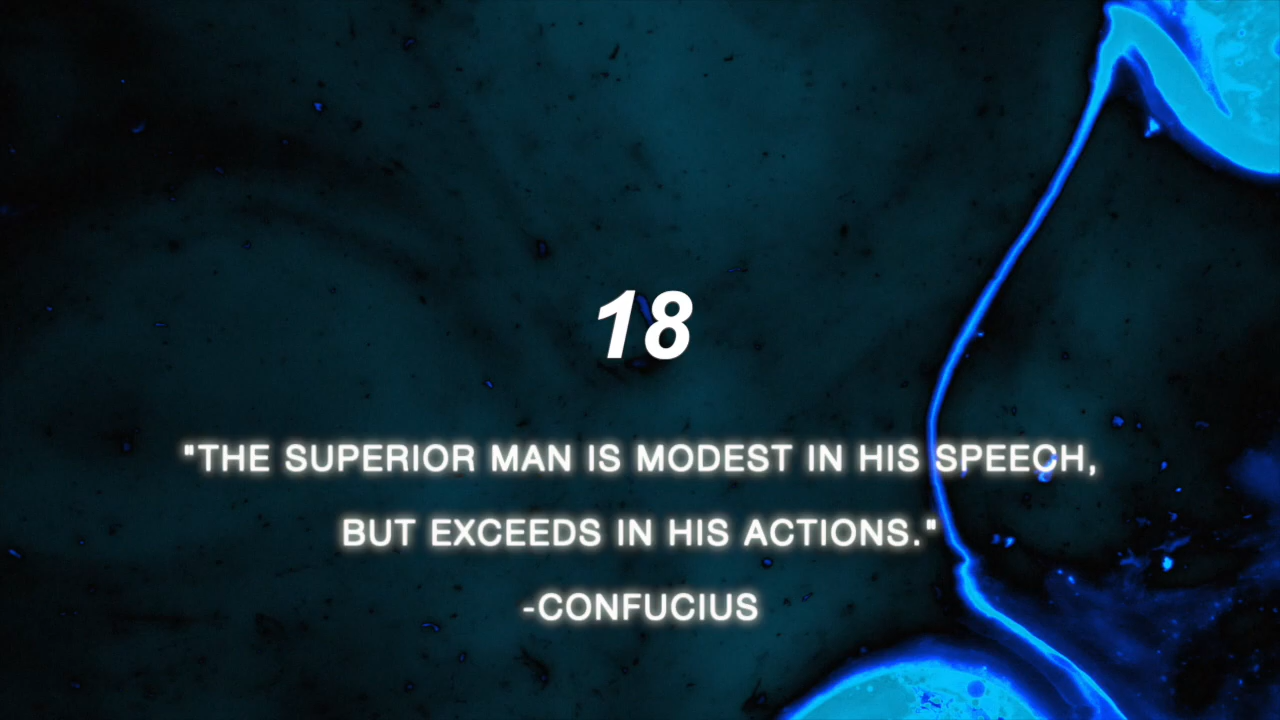 18
"THE SUPERIOR MAN IS MODEST IN HIS SPEECH,
BUT EXCEEDS IN HIS ACTIONS."
-CONFUCIUS